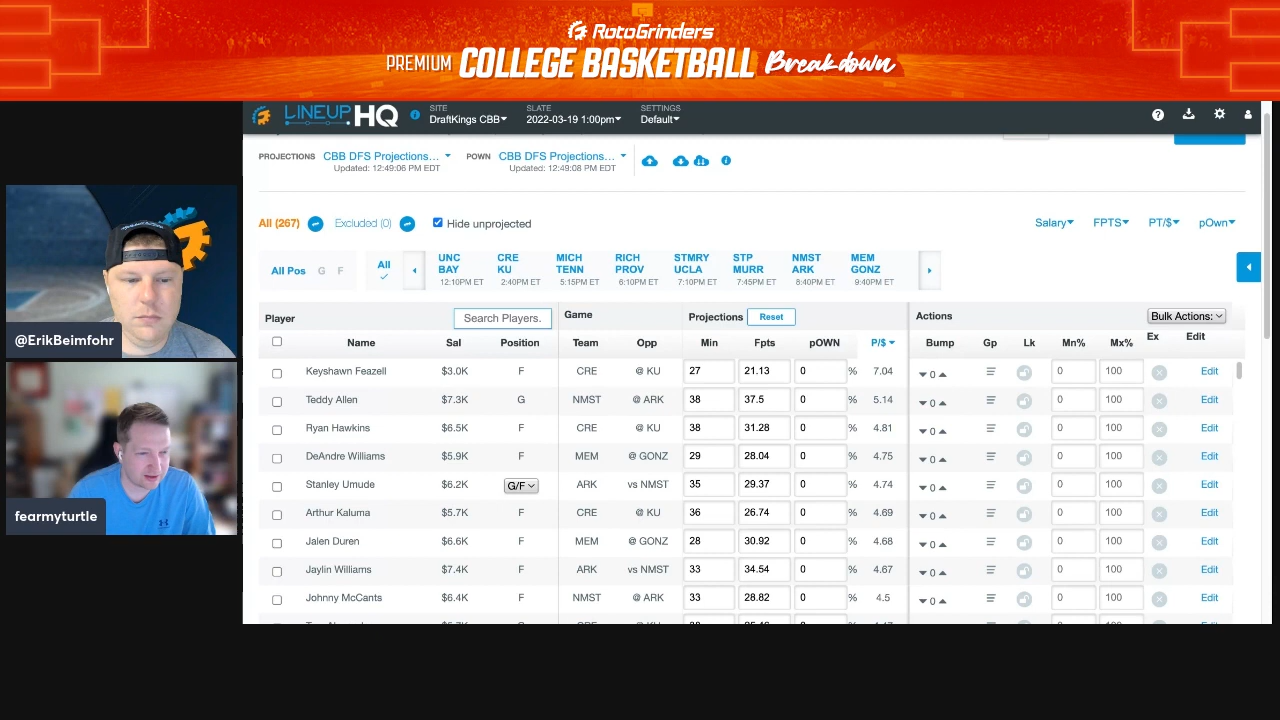 RotoGrinders
PREMIUM COLLEGE BASKETBALL Breakdown
LINEUP HQ
SITE
DraftKings CBB
SLATE
2022-03-19 1:00pm
SETTINGS
Default
PROJECTIONS CBB DFS Projections...
Updated: 12:49:06 PM EDT
POWN CBB DFS Projections...
Updated: 12:49:08 PM EDT
All (267) Excluded (0) Hide unprojected Salary FPTS PT/$ pOwn
All Pos G F
All
UNC BAY 12:10PM ET
CRE KU 2:40PM ET
MICH TENN 5:15PM ET
RICH PROV 6:10PM ET
STMRY UCLA 7:10PM ET
STP MURR 7:45PM ET
NMST ARK 8:40PM ET
MEM GONZ 9:40PM ET
Player Search Players. Game Projections Reset Actions Bulk Actions:
Name Sal Position Team Opp Min Fpts pOWN P/$ Bump Gp Lk Mn% Mx% Ex Edit
Keyshawn Feazell $3.0K F CRE @ KU 27 21.13 0 % 7.04 0 0 100 Edit
Teddy Allen $7.3K G NMST @ ARK 38 37.5 0 % 5.14 0 0 100 Edit
Ryan Hawkins $6.5K F CRE @ KU 38 31.28 0 % 4.81 0 0 100 Edit
DeAndre Williams $5.9K F MEM @ GONZ 29 28.04 0 % 4.75 0 0 100 Edit
Stanley Umude $6.2K G/F ARK vs NMST 35 29.37 0 % 4.74 0 0 100 Edit
Arthur Kaluma $5.7K F CRE @ KU 36 26.74 0 % 4.69 0 0 100 Edit
Jalen Duren $6.6K F MEM @ GONZ 28 30.92 0 % 4.68 0 0 100 Edit
Jaylin Williams $7.4K F ARK vs NMST 33 34.54 0 % 4.67 0 0 100 Edit
Johnny McCants $6.4K F NMST @ ARK 33 28.82 0 % 4.5 0 0 100 Edit
@ErikBeimfohr
fearmyturtle